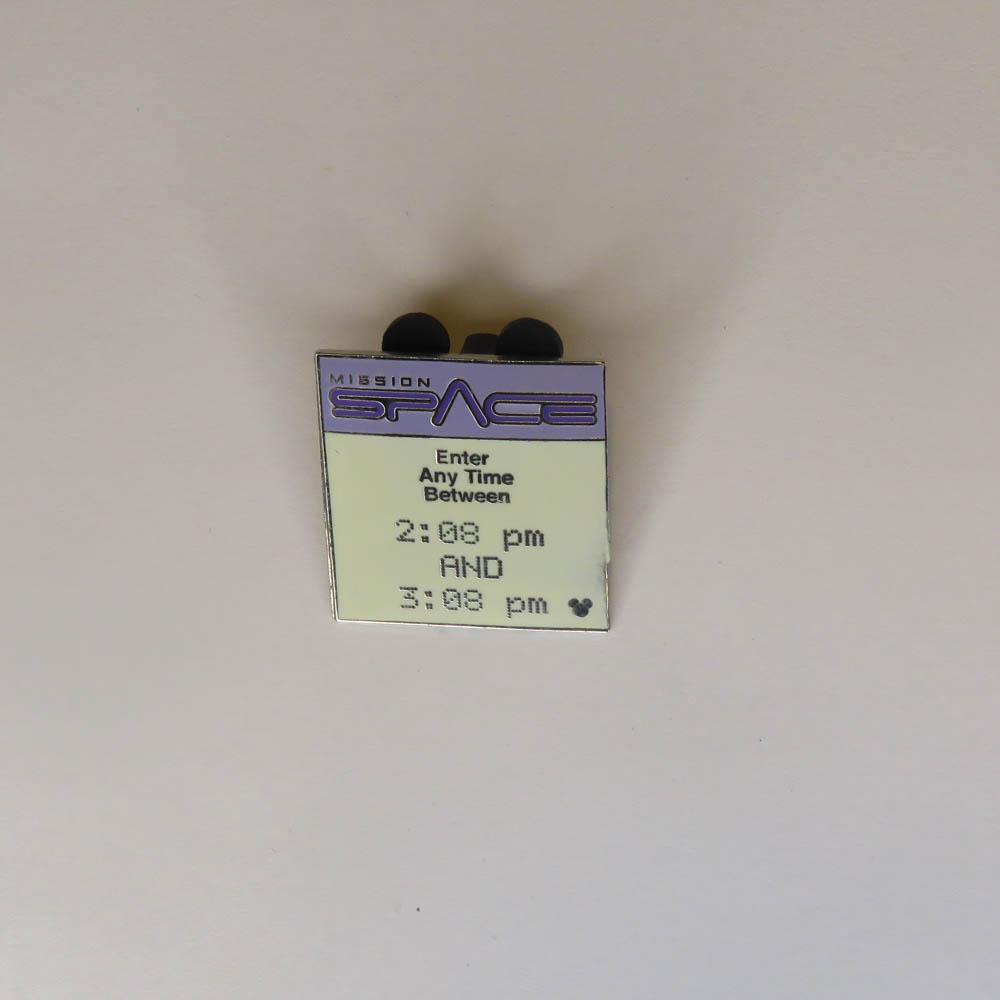 MISSION
SPACE
Enter
Any Time
Between
2:08 pm
AND
3:08 pm